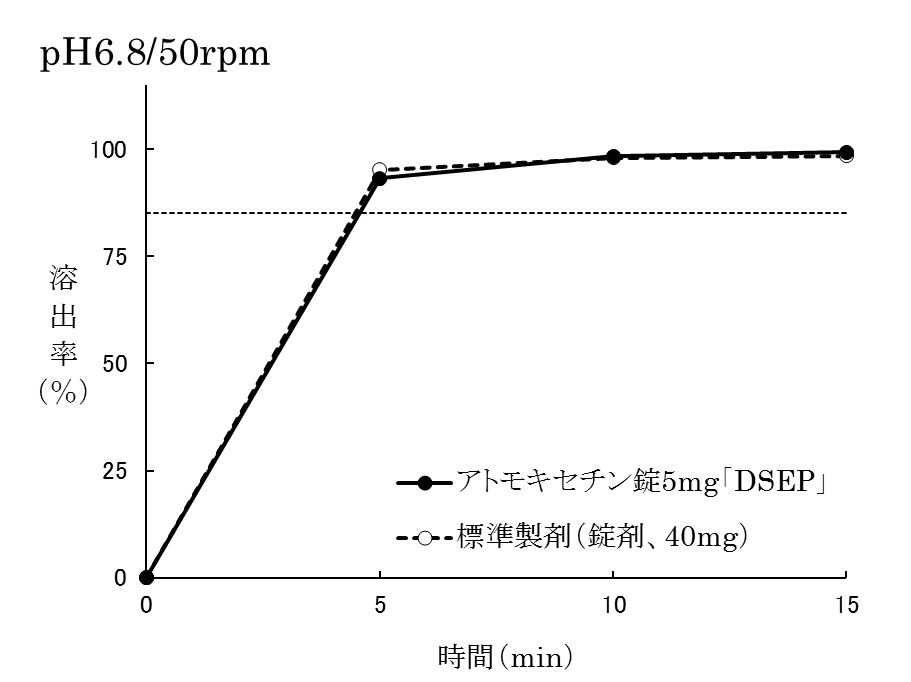 pH6.8/50rpm
100
75
50
25
0
溶出率(%)
アトモキセチン錠5mg「DSEP」
標準製剤(錠剤、40mg)
0 5 10 15
時間(min)